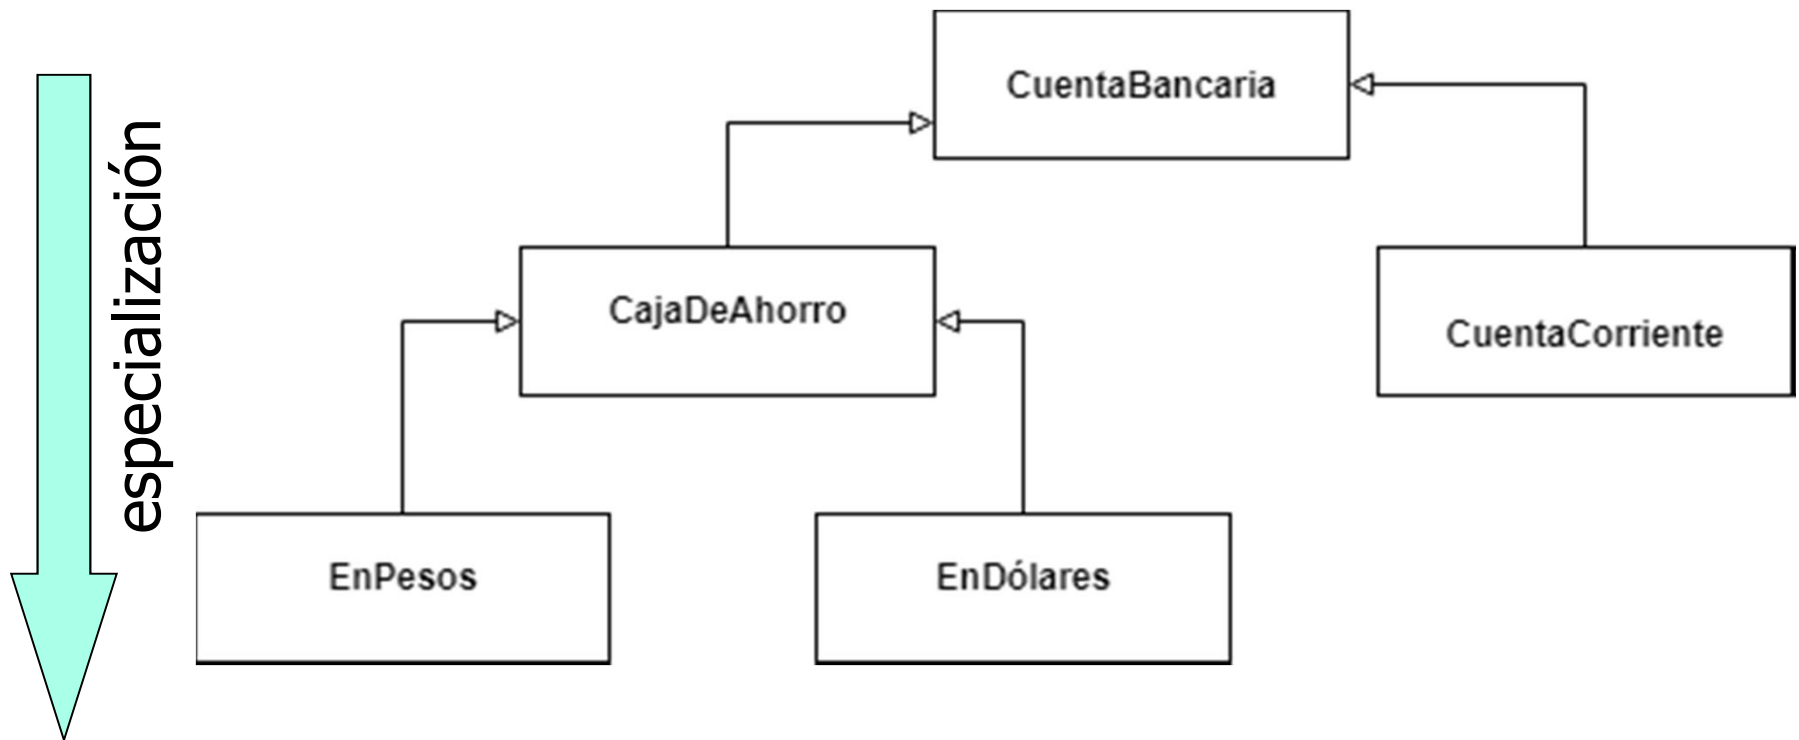 especialización
CuentaBancaria
CajaDeAhorro
CuentaCorriente
EnPesos
EnDólares